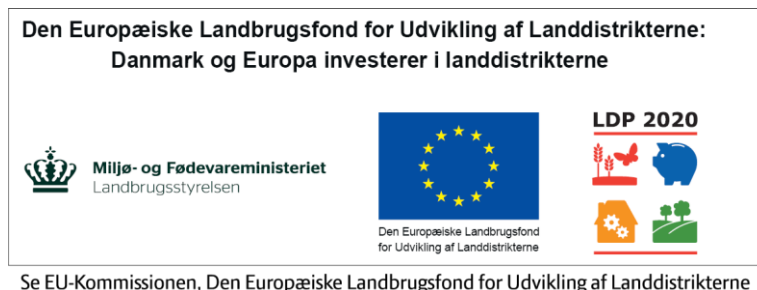 Den Europæiske Landbrugsfond for Udvikling af Landdistrikterne:
Danmark og Europa investerer i landdistrikterne
LDP 2020
Miljø- og Fødevareministeriet
Landbrugsstyrelsen
Den Europæiske Landbrugsfond
for Udvikling af Landdistrikterne
Se EU-Kommissionen, Den Europæiske Landbrugsfond for Udvikling af Landdistrikterne